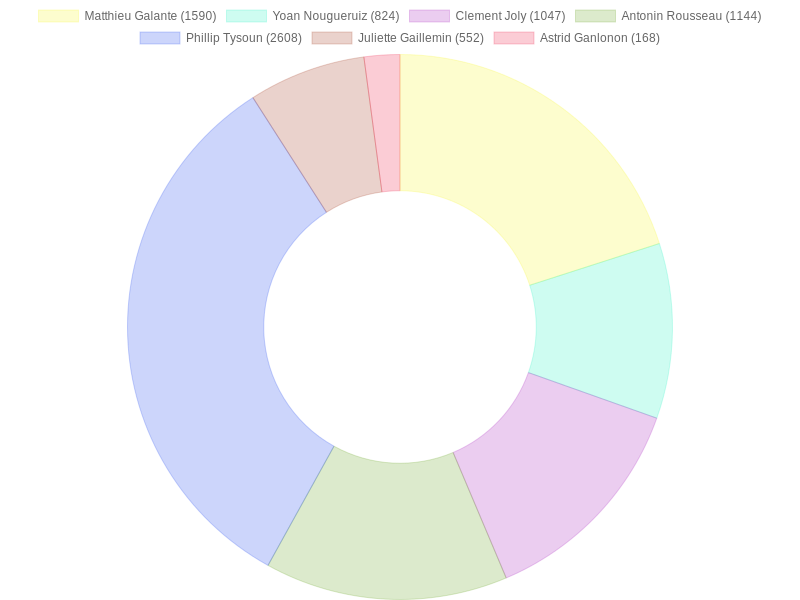 Matthieu Galante (1590) Yoan Nougueruiz (824) Clement Joly (1047) Antonin Rousseau (1144)
Phillip Tysoun (2608) Juliette Gaillemin (552) Astrid Ganlonon (168)